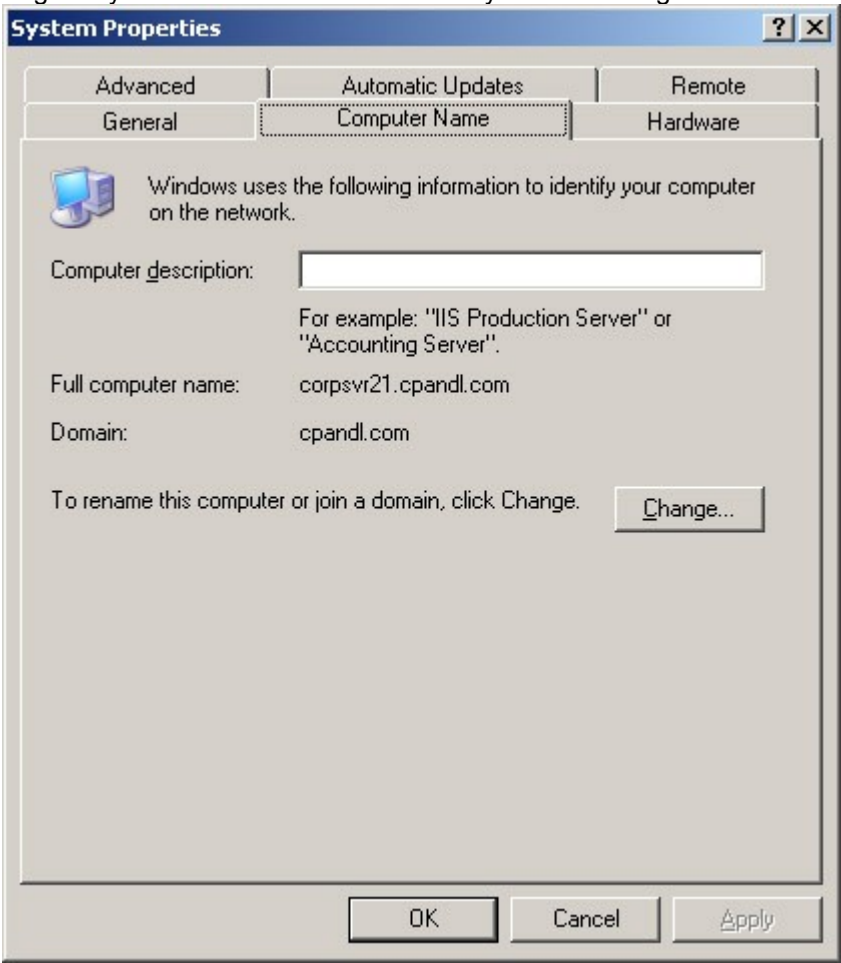 System Properties
Advanced Automatic Updates Remote
General Computer Name Hardware
Windows uses the following information to identify your computer
on the network.
Computer description:
For example: "IIS Production Server" or
"Accounting Server".
Full computer name: corpsvr21.cpandl.com
Domain: cpandl.com
To rename this computer or join a domain, click Change. Change...
OK Cancel Apply